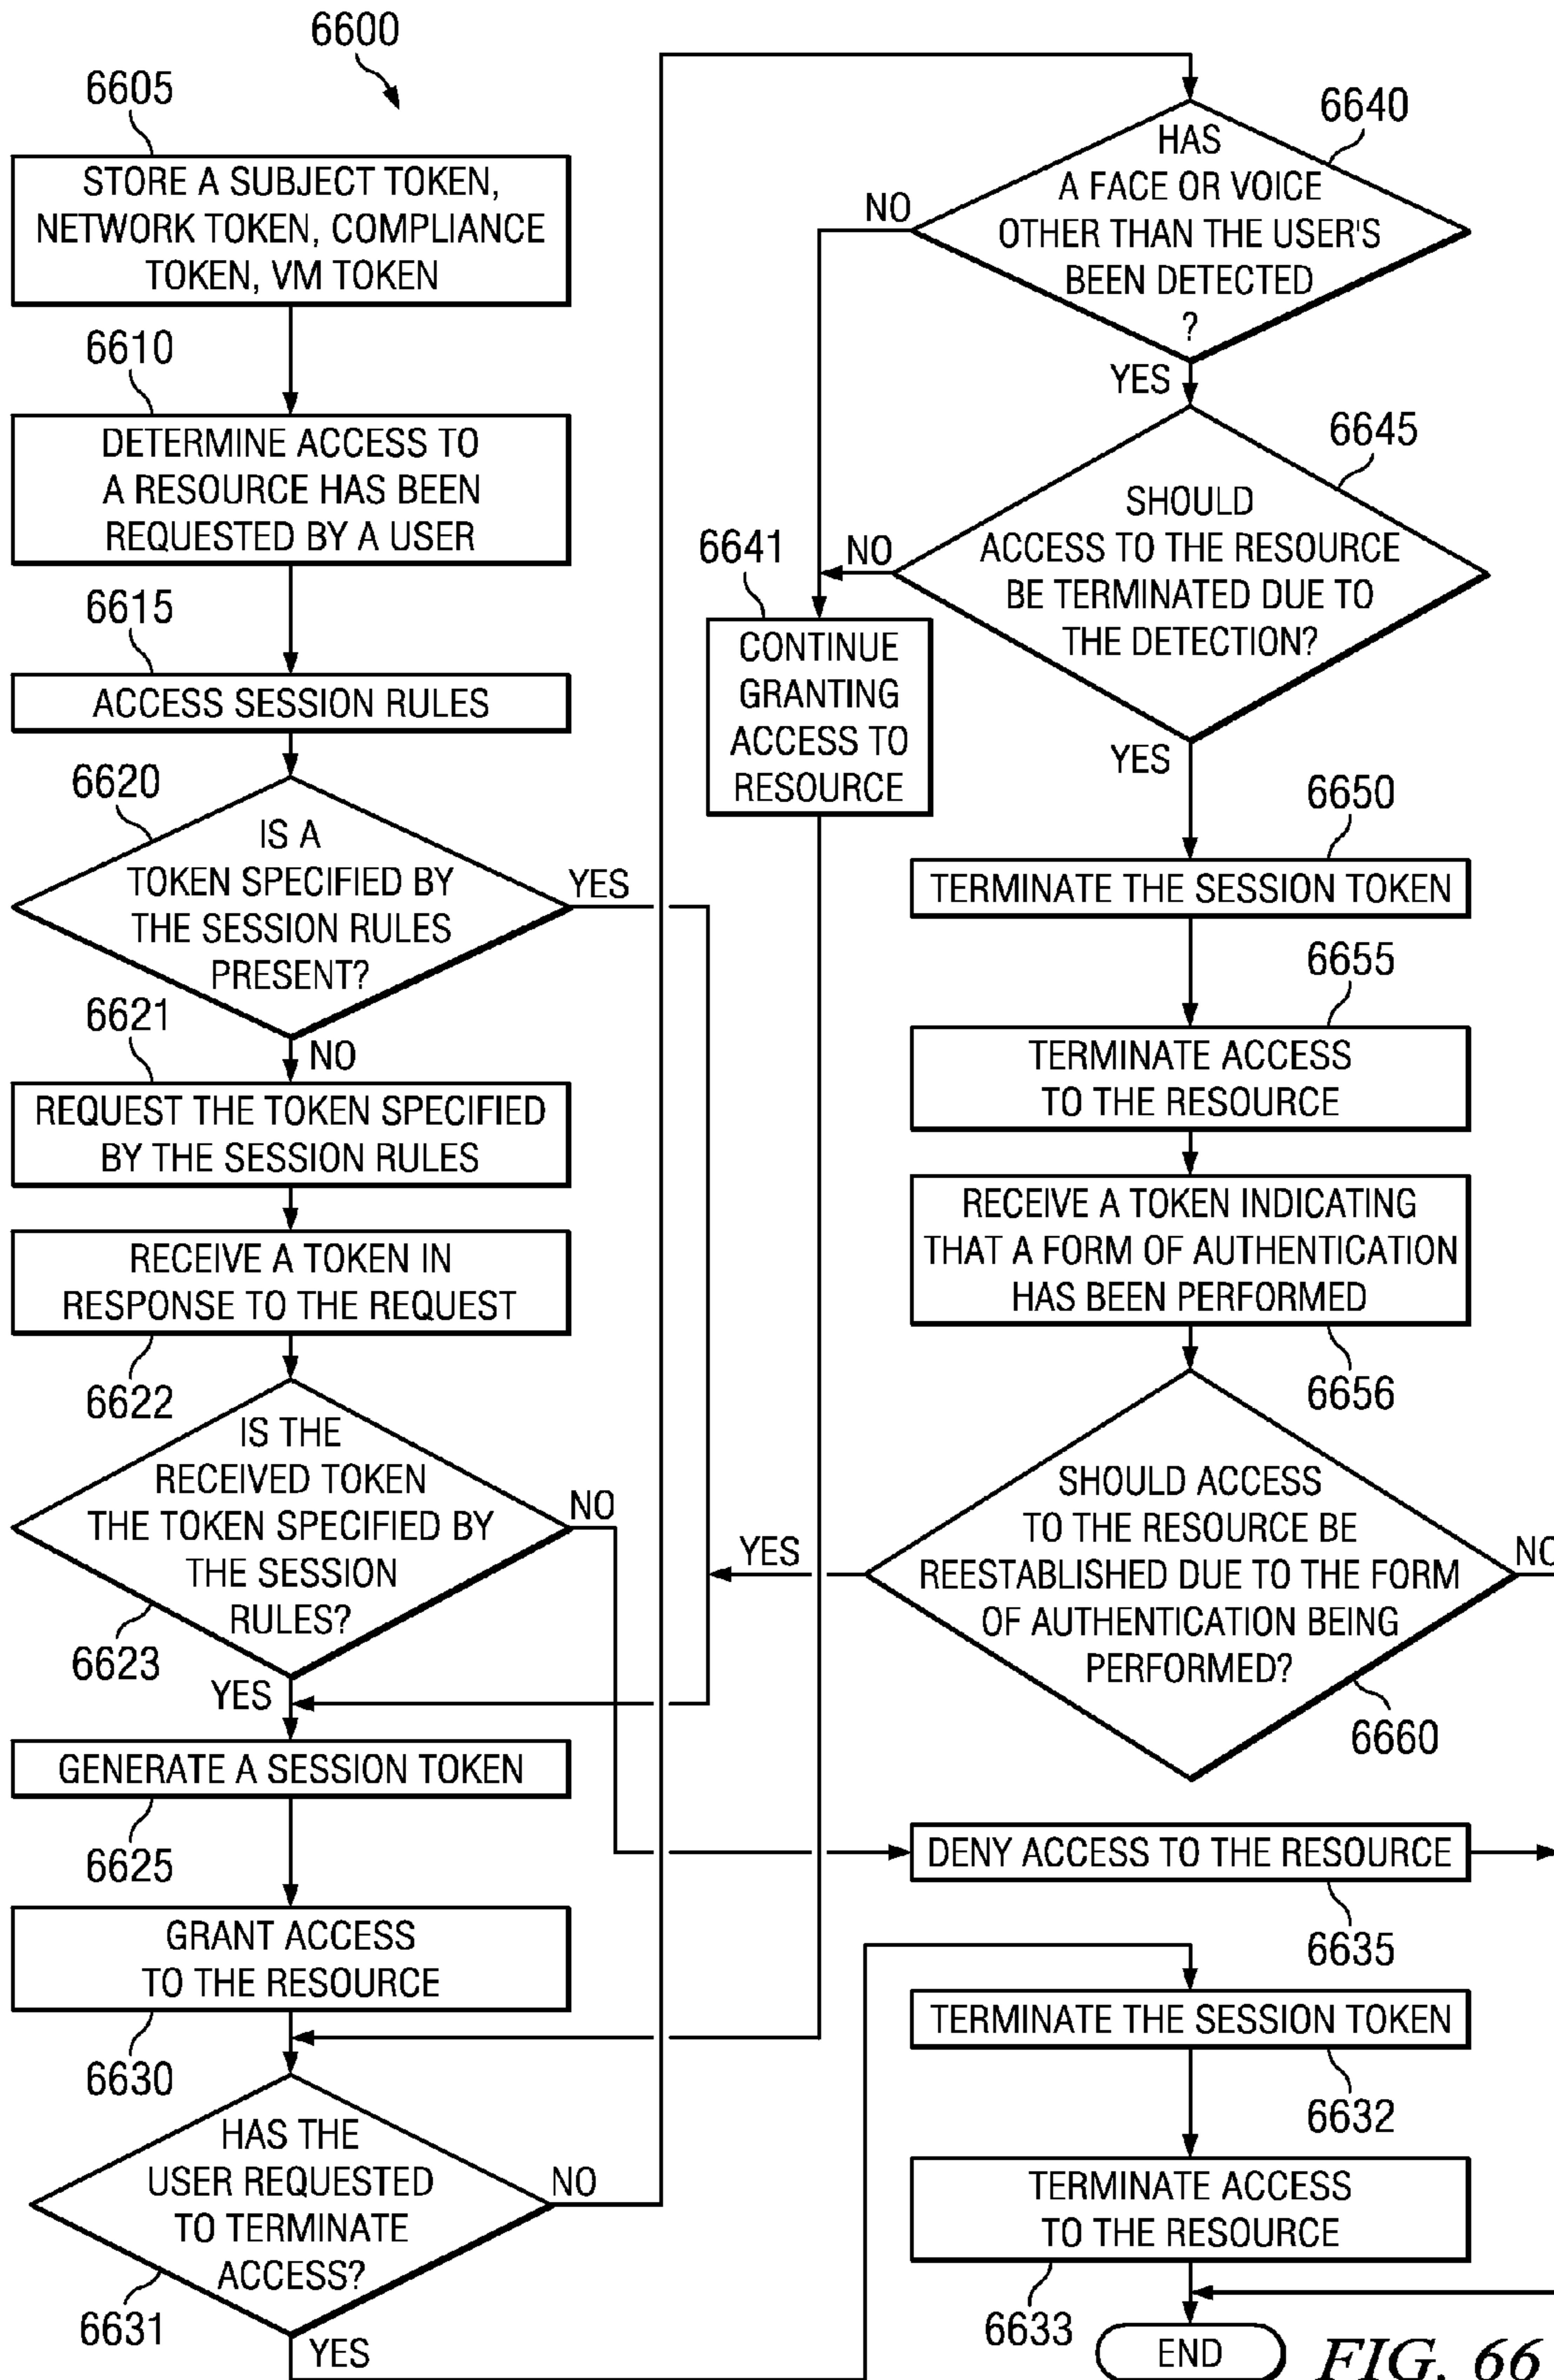 6600
6605
STORE A SUBJECT TOKEN,
NETWORK TOKEN, COMPLIANCE
TOKEN, VM TOKEN
6610
DETERMINE ACCESS TO
A RESOURCE HAS BEEN
REQUESTED BY A USER
6615
ACCESS SESSION RULES
6620
IS A
TOKEN SPECIFIED BY
THE SESSION RULES
PRESENT?
YES
6621
NO
REQUEST THE TOKEN SPECIFIED
BY THE SESSION RULES
RECEIVE A TOKEN IN
RESPONSE TO THE REQUEST
6622
IS THE
RECEIVED TOKEN
THE TOKEN SPECIFIED BY
THE SESSION
RULES?
NO
6623
YES
GENERATE A SESSION TOKEN
6625
GRANT ACCESS
TO THE RESOURCE
6630
HAS THE
USER REQUESTED
TO TERMINATE
ACCESS?
NO
6631
YES
6640
HAS
A FACE OR VOICE
OTHER THAN THE USER'S
BEEN DETECTED
?
NO
YES
6645
SHOULD
ACCESS TO THE RESOURCE
BE TERMINATED DUE TO
THE DETECTION?
NO
6641
CONTINUE
GRANTING
ACCESS TO
RESOURCE
YES
6650
TERMINATE THE SESSION TOKEN
6655
TERMINATE ACCESS
TO THE RESOURCE
RECEIVE A TOKEN INDICATING
THAT A FORM OF AUTHENTICATION
HAS BEEN PERFORMED
6656
SHOULD ACCESS
TO THE RESOURCE BE
REESTABLISHED DUE TO THE FORM
OF AUTHENTICATION BEING
PERFORMED?
YES
NO
6660
DENY ACCESS TO THE RESOURCE
6635
TERMINATE THE SESSION TOKEN
6632
TERMINATE ACCESS
TO THE RESOURCE
6633
END
FIG. 66